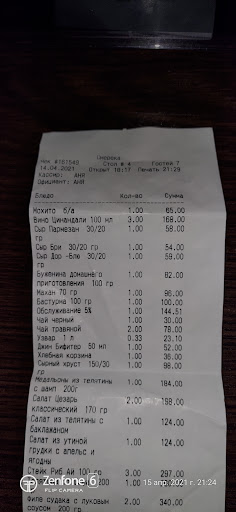 Чек #161540
14.04.2021 Стол # 4 Гостей 7
Открыт 18:17 Печать 21:29
Кассир: АНЯ
Официант: АНЯ
Блюдо Кол-во Сумма
Мохито б/а 1.00 65.00
Вино Цинандали 100 мл 3.00 168.00
Сыр Пармезан 30/20 гр 1.00 58.00
Сыр Бри 30/20 гр 1.00 54.00
Сыр Дор -Блю 30/20 гр 1.00 59.00
Буженина домашнего
приготовления 100 гр 1.00 82.00
Махан 70 гр 1.00 96.00
Бастурма 100 гр 1.00 100.00
Обслуживание 5% 1.00 144.51
Чай черный 1.00 30.00
Чай травяной 2.00 78.00
Узвар 1 л 0.33 23.10
Джин Бифитер 50 мл 1.00 52.00
Хлебная корзина 1.00 36.00
Сырный хруст 150/30 гр 1.00 98.00
Медальоны из телятины
с шамп 200г 1.00 184.00
Салат Цезарь
классический 170 гр 2.00 198.00
Салат из телятины с
баклажаном 1.00 124.00
Салат из утиной
грудки с апельс и
ягодны 1.00 124.00
Стейк Риб Ай 100 гр 3.00 297.00
200 1.00
Филе судака с луковым
соусом 200 гр 2.00 340.00
Zenfone 6
FLIP CAMERA
15 апр. 2021 г. 21:24